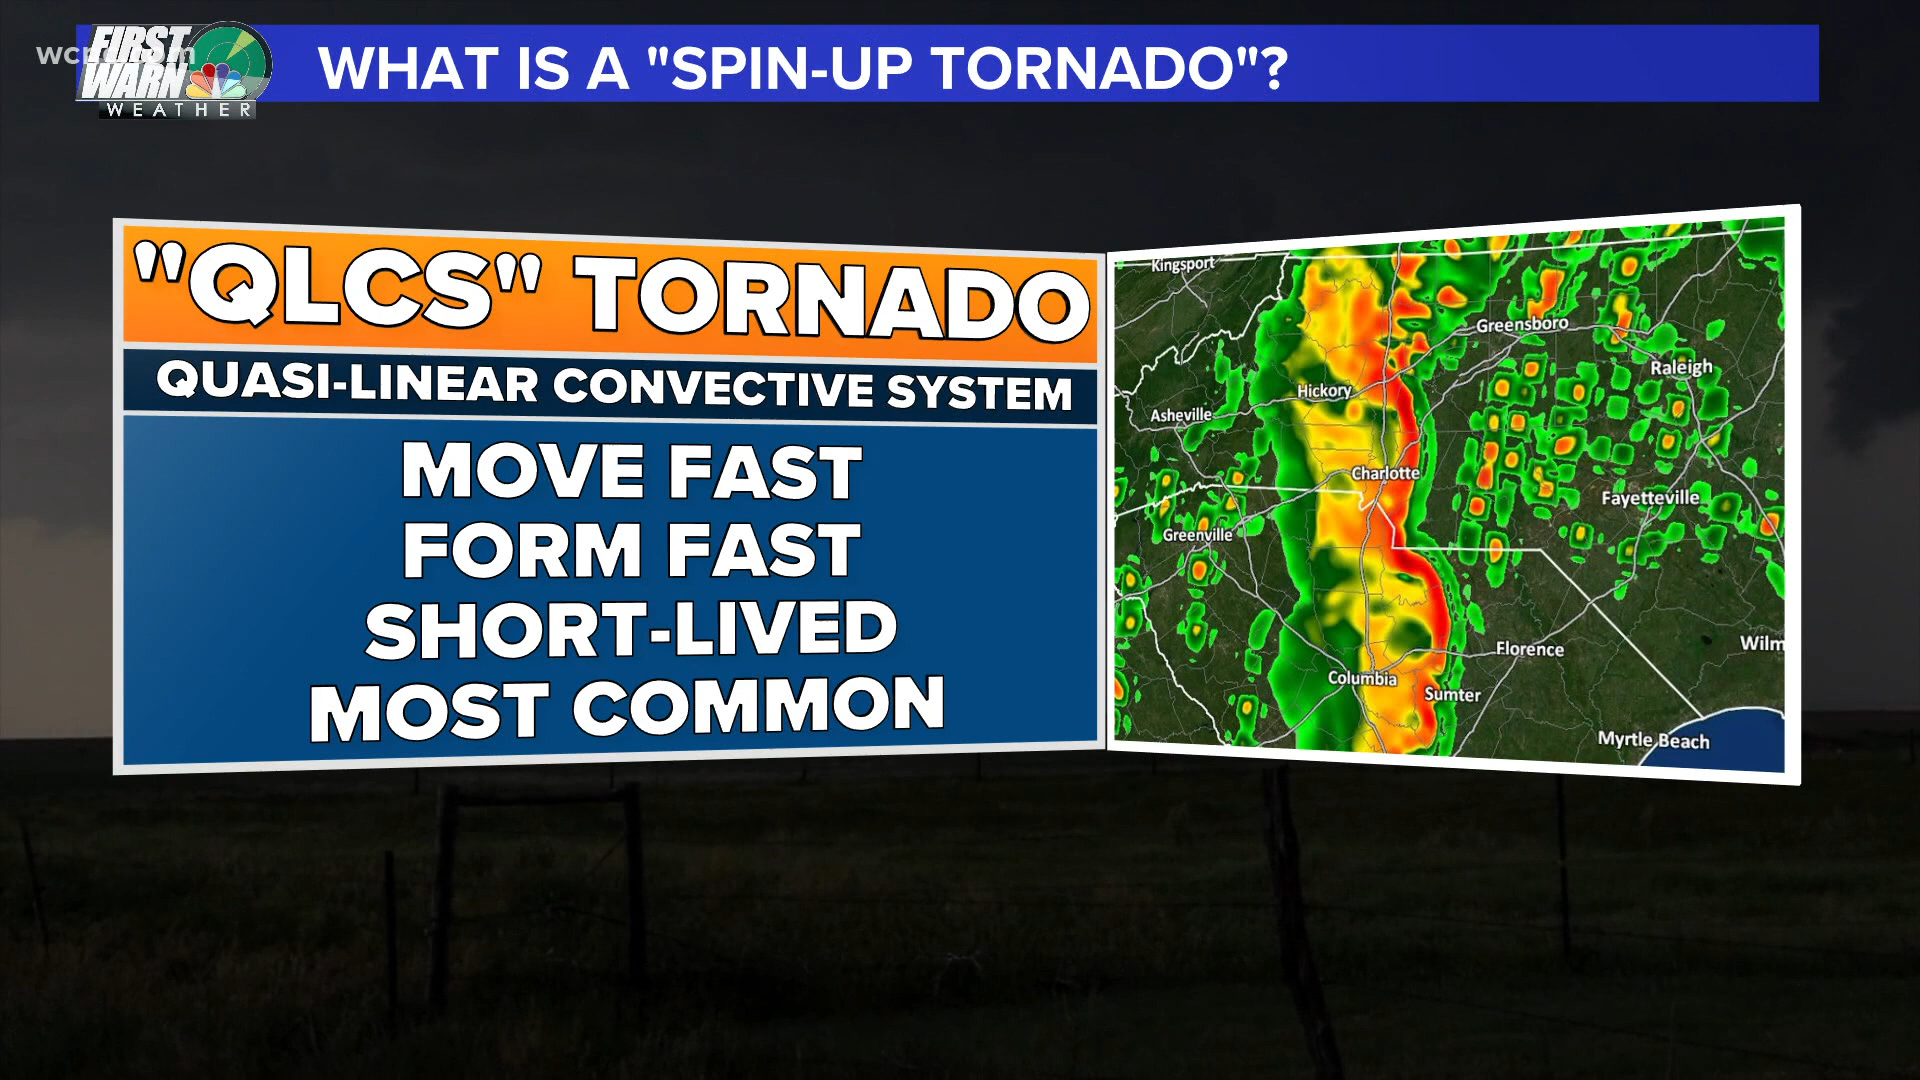 FIRST
WARN
WEATHER
WHAT IS A "SPIN-UP TORNADO"?
"QLCS" TORNADO
QUASI-LINEAR CONVECTIVE SYSTEM
MOVE FAST
FORM FAST
SHORT-LIVED
MOST COMMON
Kingsport
Greensboro
Raleigh
Hickory
Asheville
Charlotte
Fayetteville
Greenville
Wilm
Florence
Columbia
Sumter
Myrtle Beach